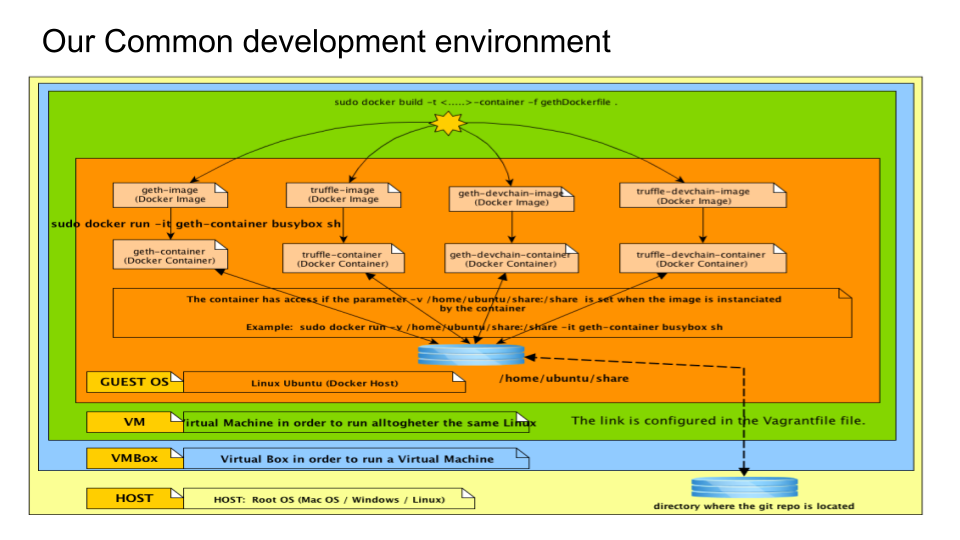 Our Common development environment
sudo docker build -t <.....>-container -f gethDockerfile .
geth-image
(Docker Image
truffle-image
(Docker Image
geth-devchain-image
(Docker Image)
truffle-devchain-image
(Docker Image)
sudo docker run -it geth-container busybox sh
geth-container
(Docker Container)
truffle-container
(Docker Container)
geth-devchain-container
(Docker Container)
truffle-devchain-container
(Docker Container)
The container has access if the parameter -v /home/ubuntu/share:/share is set when the image is instanciated
by the container
Example: sudo docker run -v /home/ubuntu/share:/share -it geth-container busybox sh
/home/ubuntu/share
GUEST OS
Linux Ubuntu (Docker Host)
VM
irtual Machine in order to run alltogheter the same Linux
The link is configured in the Vagrantfile file.
VMBox
Virtual Box in order to run a Virtual Machine
HOST
HOST: Root OS (Mac OS / Windows / Linux)
directory where the git repo is located